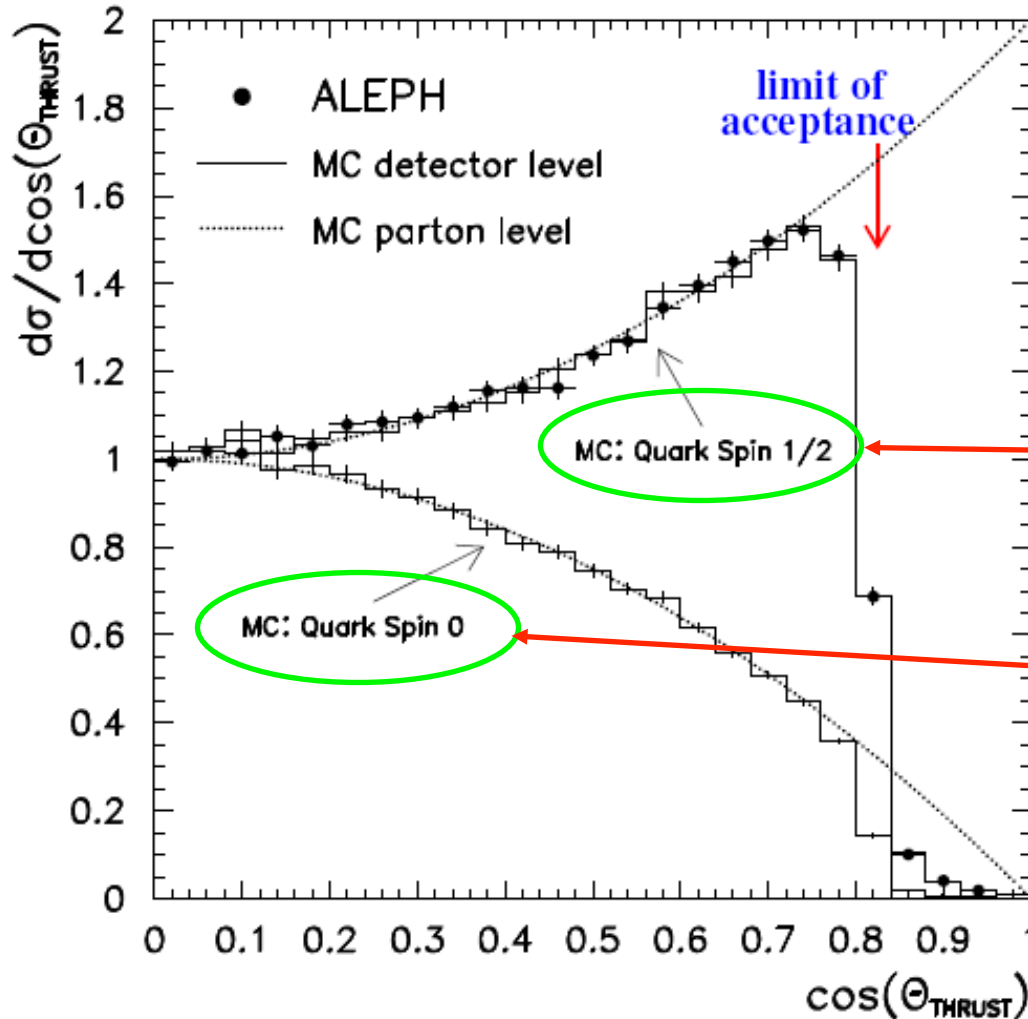 dσ/dcos(Θ_THRUST)
2
1.8
1.6
1.4
1.2
1
0.8
0.6
0.4
0.2
0
ALEPH
MC detector level
MC parton level
limit of
acceptance
MC: Quark Spin 1/2
MC: Quark Spin 0
0 0.1 0.2 0.3 0.4 0.5 0.6 0.7 0.8 0.9 1
cos(Θ_THRUST)